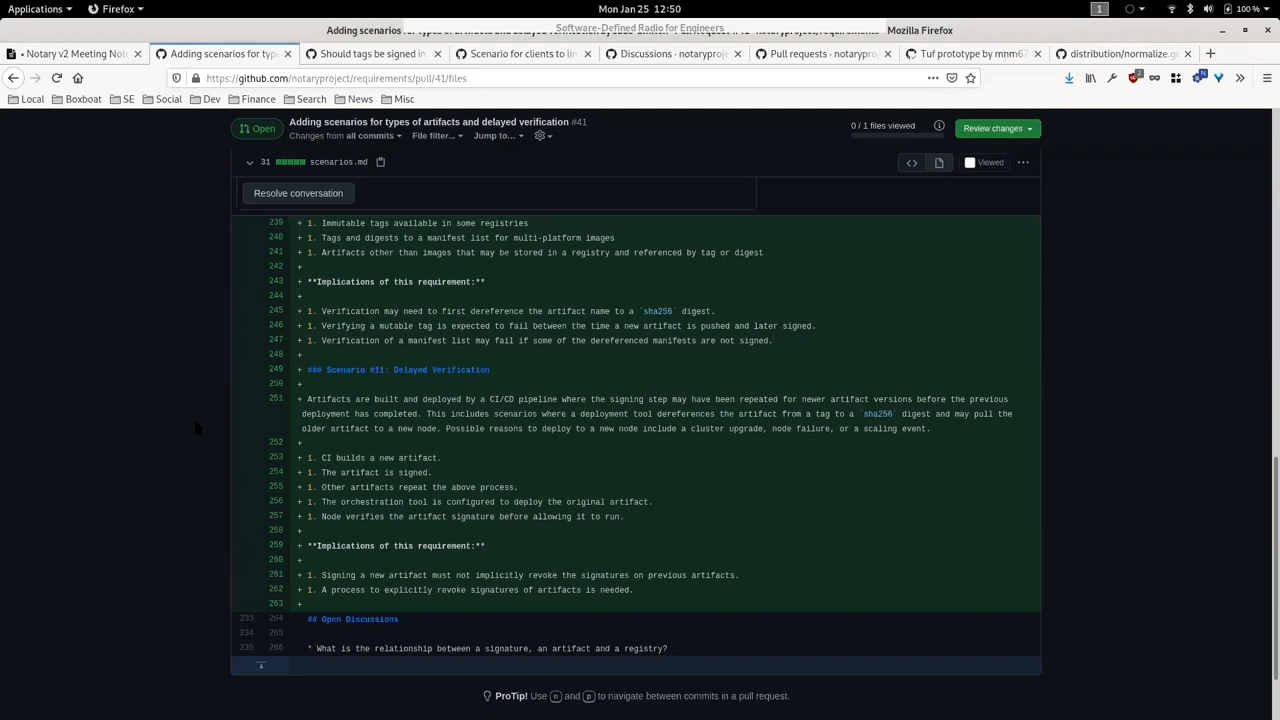 Applications
Firefox
Mon Jan 25 12:50
1
100 %
Software-Defined Radio for Engineers
Mozilla Firefox
Notary v2 Meeting Not
Adding scenarios for type
Should tags be signed in
Scenario for clients to lin
Discussions · notaryproje
Pull requests · notaryproj
Tuf prototype by mnm67
distribution/normalize.go
https://github.com/notaryproject/requirements/pull/41/files
Local
Boxboat
SE
Social
Dev
Finance
Search
News
Misc
Open
Adding scenarios for types of artifacts and delayed verification #41
Changes from all commits
File filter...
Jump to...
0 / 1 files viewed
Review changes
31
scenarios.md
Viewed
Resolve conversation
239 + 1. Immutable tags available in some registries
240 + 1. Tags and digests to a manifest list for multi-platform images
241 + 1. Artifacts other than images that may be stored in a registry and referenced by tag or digest
242 +
243 + **Implications of this requirement:**
244 +
245 + 1. Verification may need to first dereference the artifact name to a `sha256` digest.
246 + 1. Verifying a mutable tag is expected to fail between the time a new artifact is pushed and later signed.
247 + 1. Verification of a manifest list may fail if some of the dereferenced manifests are not signed.
248 +
249 + ### Scenario #11: Delayed Verification
250 +
251 + Artifacts are built and deployed by a CI/CD pipeline where the signing step may have been repeated for newer artifact versions before the previous
deployment has completed. This includes scenarios where a deployment tool dereferences the artifact from a tag to a `sha256` digest and may pull the
older artifact to a new node. Possible reasons to deploy to a new node include a cluster upgrade, node failure, or a scaling event.
252 +
253 + 1. CI builds a new artifact.
254 + 1. The artifact is signed.
255 + 1. Other artifacts repeat the above process.
256 + 1. The orchestration tool is configured to deploy the original artifact.
257 + 1. Node verifies the artifact signature before allowing it to run.
258 +
259 + **Implications of this requirement:**
260 +
261 + 1. Signing a new artifact must not implicitly revoke the signatures on previous artifacts.
262 + 1. A process to explicitly revoke signatures of artifacts is needed.
263 +
233 264 ## Open Discussions
234 265
235 266 * What is the relationship between a signature, an artifact and a registry?
ProTip! Use n and p to navigate between commits in a pull request.